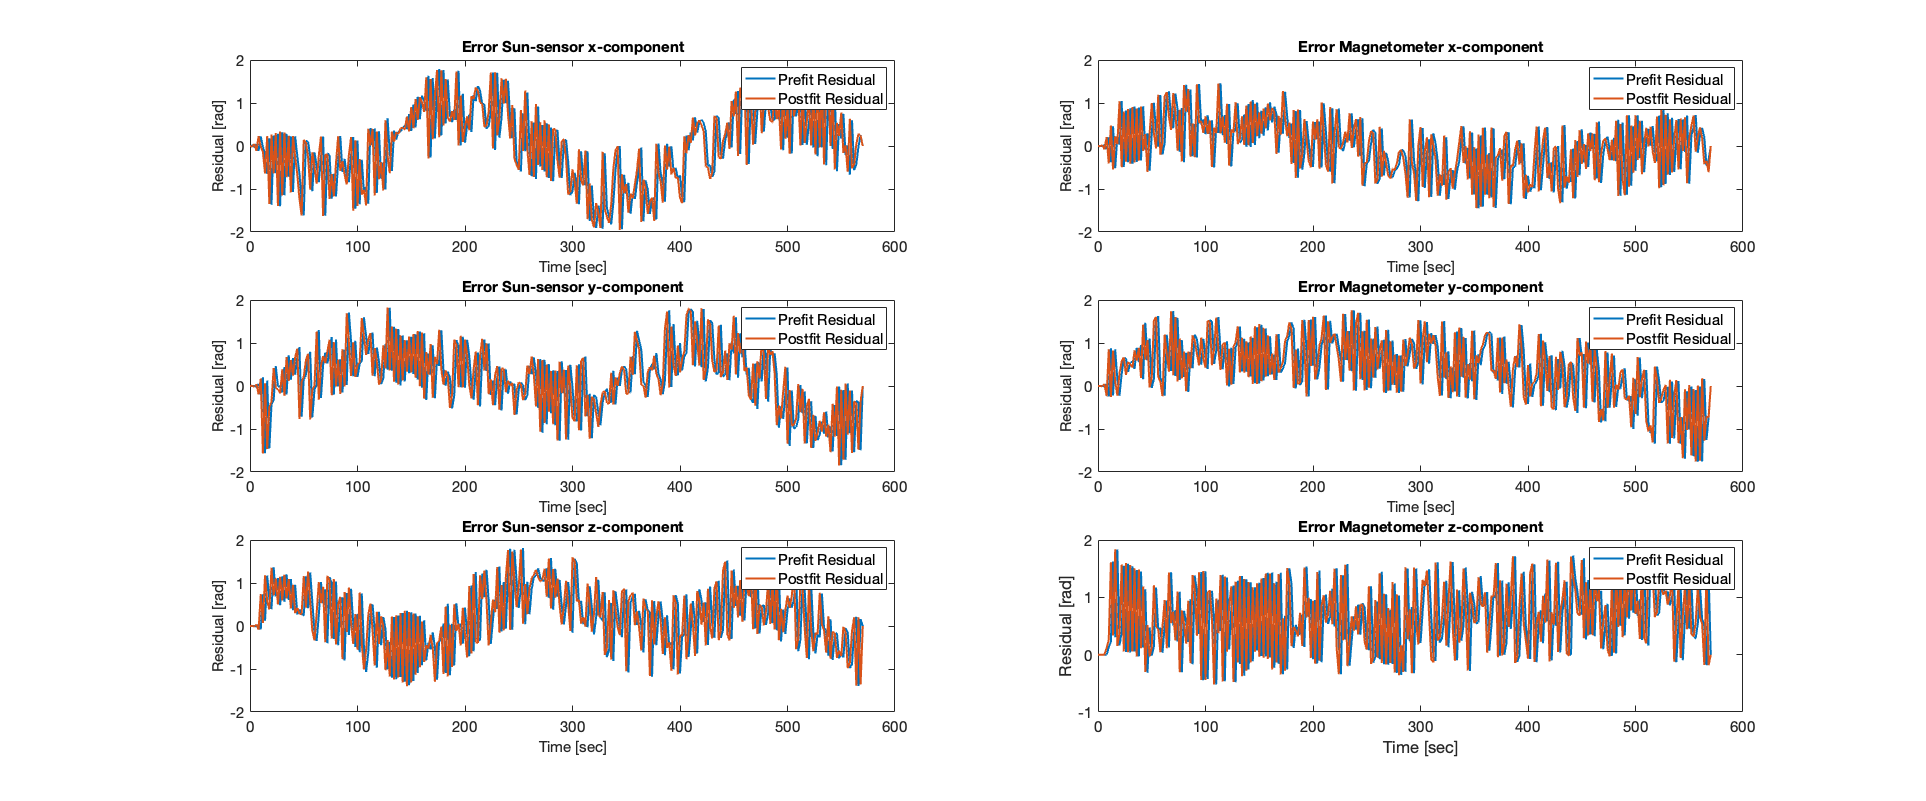 Error Sun-sensor x-component
2
1
0
-1
-2
Residual [rad]
Prefit Residual
Postfit Residual
0 100 200 300 400 500 600
Time [sec]
Error Magnetometer x-component
2
1
0
-1
-2
Residual [rad]
Prefit Residual
Postfit Residual
0 100 200 300 400 500 600
Time [sec]
Error Sun-sensor y-component
2
1
0
-1
-2
Residual [rad]
Prefit Residual
Postfit Residual
0 100 200 300 400 500 600
Time [sec]
Error Magnetometer y-component
2
1
0
-1
-2
Residual [rad]
Prefit Residual
Postfit Residual
0 100 200 300 400 500 600
Time [sec]
Error Sun-sensor z-component
2
1
0
-1
-2
Residual [rad]
Prefit Residual
Postfit Residual
0 100 200 300 400 500 600
Time [sec]
Error Magnetometer z-component
2
1
0
-1
Residual [rad]
Prefit Residual
Postfit Residual
0 100 200 300 400 500 600
Time [sec]